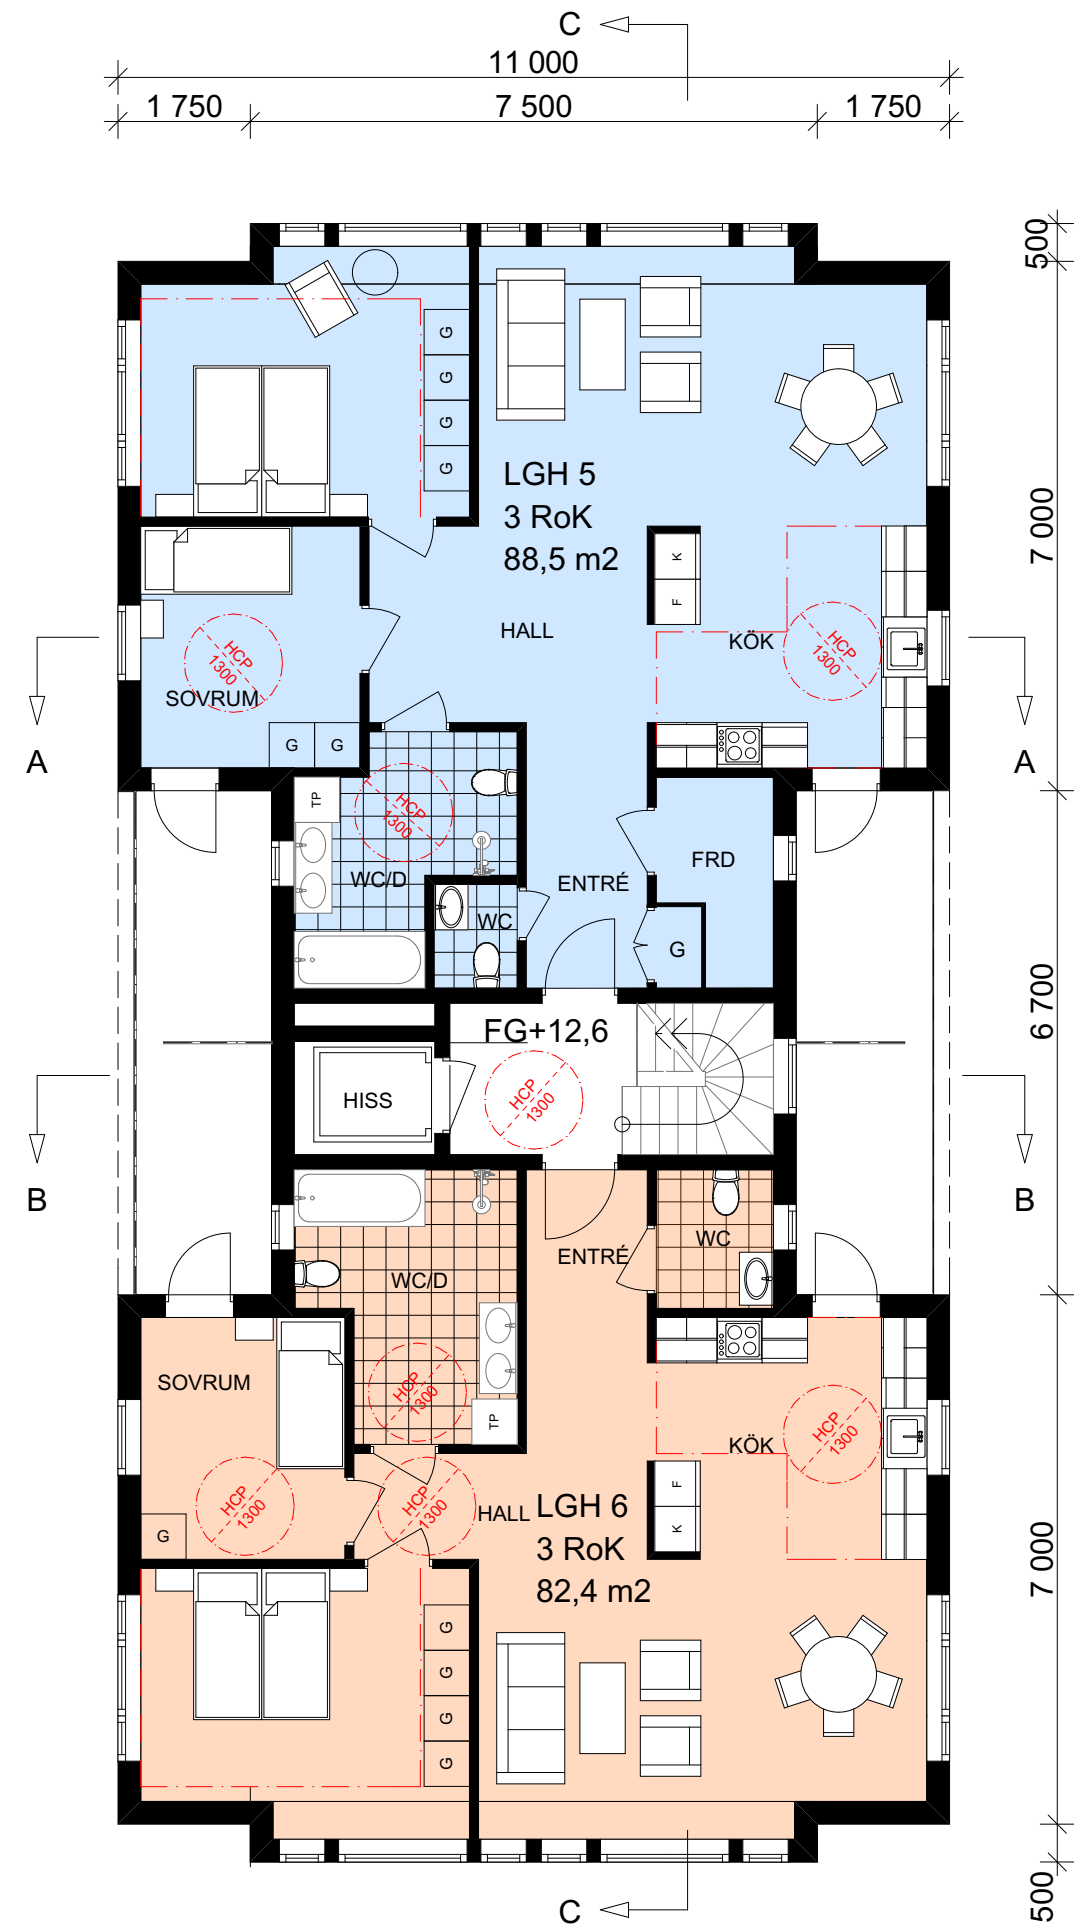 C
11 000
1 750
7 500
1 750
500
G
G
G
G
LGH 5
3 RoK
88,5 m2
7 000
K
F
HALL
KÖK
HCP
1300
HCP
1300
SOVRUM
A
A
G
G
TP
HCP
1300
WC/D
FRD
ENTRÉ
WC
G
6 700
FG+12,6
HISS
HCP
1300
B
B
WC
ENTRÉ
WC/D
SOVRUM
HCP
1300
TP
KÖK
HCP
1300
F
K
HCP
1300
HCP
1300
HALL
G
LGH 6
3 RoK
82,4 m2
7 000
G
G
G
G
C
500